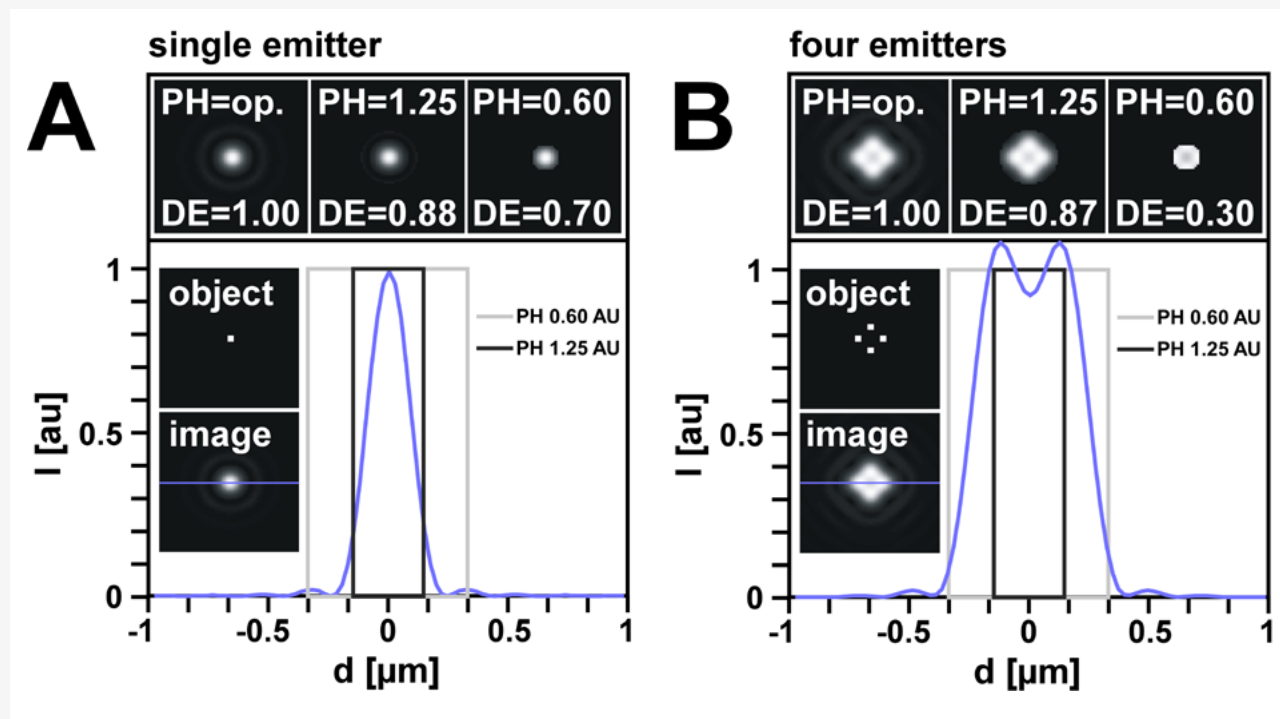 single emitter
A
PH=op. PH=1.25 PH=0.60
DE=1.00 DE=0.88 DE=0.70
1
object
PH 0.60 AU
PH 1.25 AU
I [au]
0.5
image
0
-1 -0.5 0 0.5 1
d [µm]
four emitters
B
PH=op. PH=1.25 PH=0.60
DE=1.00 DE=0.87 DE=0.30
1
object
PH 0.60 AU
PH 1.25 AU
I [au]
0.5
image
0
-1 -0.5 0 0.5 1
d [µm]